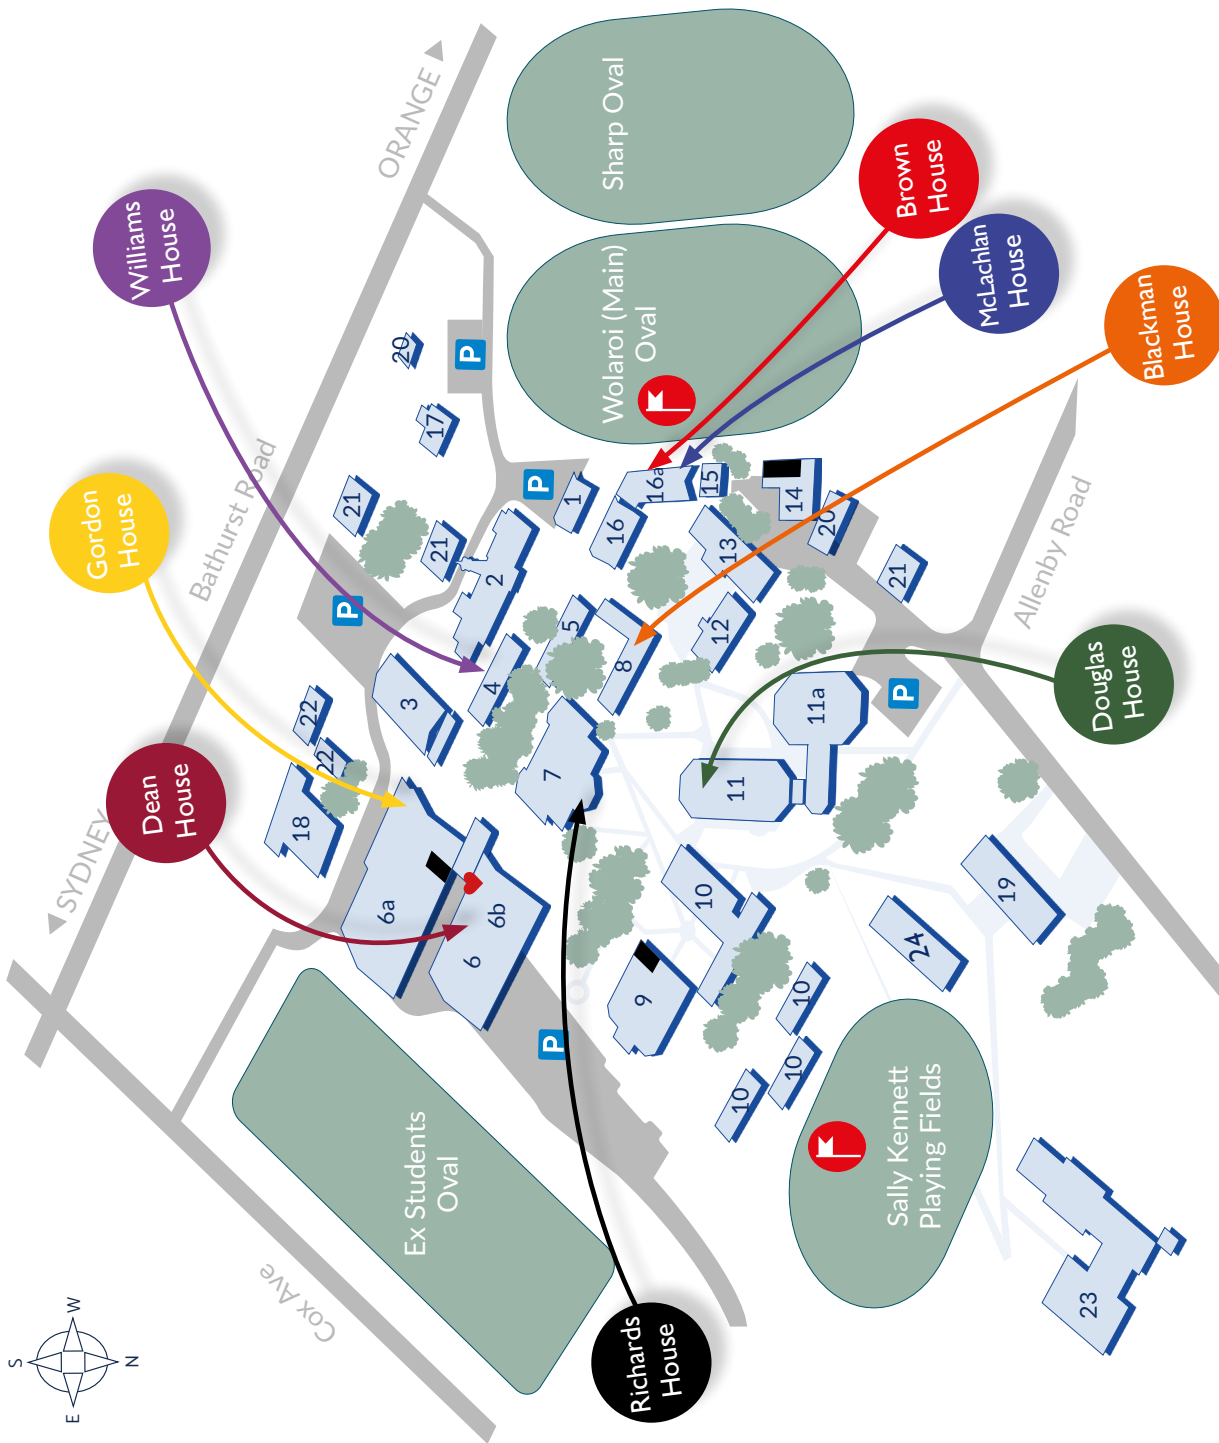 SYDNEY
ORANGE
Bathurst Road
Cox Ave
Allenby Road
Williams
House
Gordon
House
Dean
House
Richards
House
Brown
House
McLachlan
House
Blackman
House
Douglas
House
Sharp Oval
Wolaroi (Main)
Oval
Ex Students
Oval
Sally Kennett
Playing Fields
S
W
N
E
P
P
P
P
P
1
2
3
4
5
6
6a
6b
7
8
9
10
10
10
10
11
11a
12
13
14
15
16
16a
17
18
19
20
20
21
21
21
22
22
23
24